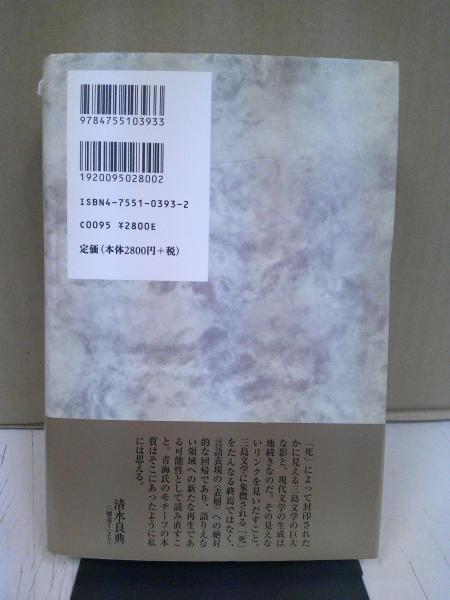 9784755103933
1920095028002
ISBN4-7551-0393-2
C0095 ¥2800E
定価(本体2800円+税)
「死」によって封印された
かに見える三島文学の巨大
な影と、現代文学の生成は
地続きなのだ。その見えな
いリンクを見いだすこと。
三島文学に象徴される「死」
をたんなる終焉ではなく、
言語表現の〈表層〉への絶対
的な回帰であり、語りえな
い領域への新たな再生であ
る可能性として読み直すこ
と。青海氏のモチーフの本
質はそこにあったように私
には思える。
清水良典
(「解説」より)